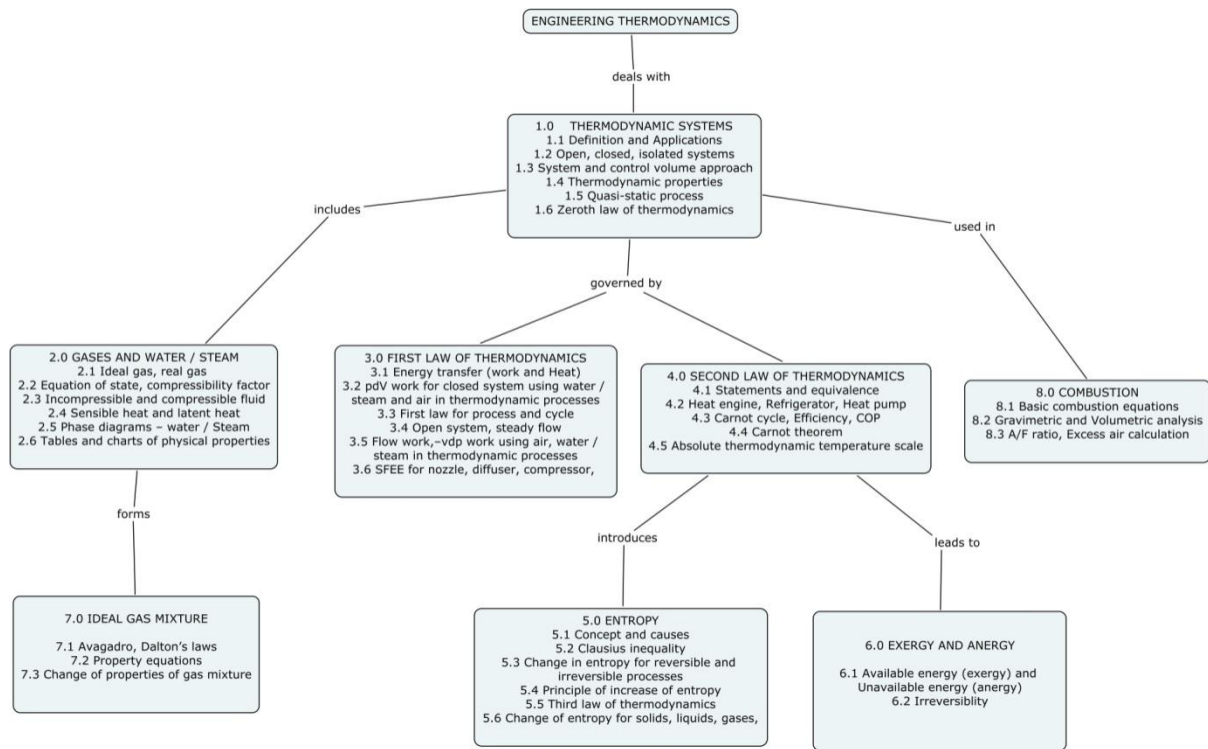 ENGINEERING THERMODYNAMICS
deals with
1.0 THERMODYNAMIC SYSTEMS
1.1 Definition and Applications
1.2 Open, closed, isolated systems
1.3 System and control volume approach
1.4 Thermodynamic properties
1.5 Quasi-static process
1.6 Zeroth law of thermodynamics
includes
governed by
used in
2.0 GASES AND WATER / STEAM
2.1 Ideal gas, real gas
2.2 Equation of state, compressibility factor
2.3 Incompressible and compressible fluid
2.4 Sensible heat and latent heat
2.5 Phase diagrams – water / Steam
2.6 Tables and charts of physical properties
3.0 FIRST LAW OF THERMODYNAMICS
3.1 Energy transfer (work and Heat)
3.2 pdV work for closed system using water /
steam and air in thermodynamic processes
3.3 First law for process and cycle
3.4 Open system, steady flow
3.5 Flow work,–vdp work using air, water /
steam in thermodynamic processes
3.6 SFEE for nozzle, diffuser, compressor,
4.0 SECOND LAW OF THERMODYNAMICS
4.1 Statements and equivalence
4.2 Heat engine, Refrigerator, Heat pump
4.3 Carnot cycle, Efficiency, COP
4.4 Carnot theorem
4.5 Absolute thermodynamic temperature scale
8.0 COMBUSTION
8.1 Basic combustion equations
8.2 Gravimetric and Volumetric analysis
8.3 A/F ratio, Excess air calculation
forms
introduces
leads to
7.0 IDEAL GAS MIXTURE
7.1 Avagadro, Dalton's laws
7.2 Property equations
7.3 Change of properties of gas mixture
5.0 ENTROPY
5.1 Concept and causes
5.2 Clausius inequality
5.3 Change in entropy for reversible and
irreversible processes
5.4 Principle of increase of entropy
5.5 Third law of thermodynamics
5.6 Change of entropy for solids, liquids, gases,
6.0 EXERGY AND ANERGY
6.1 Available energy (exergy) and
Unavailable energy (anergy)
6.2 Irreversiblity